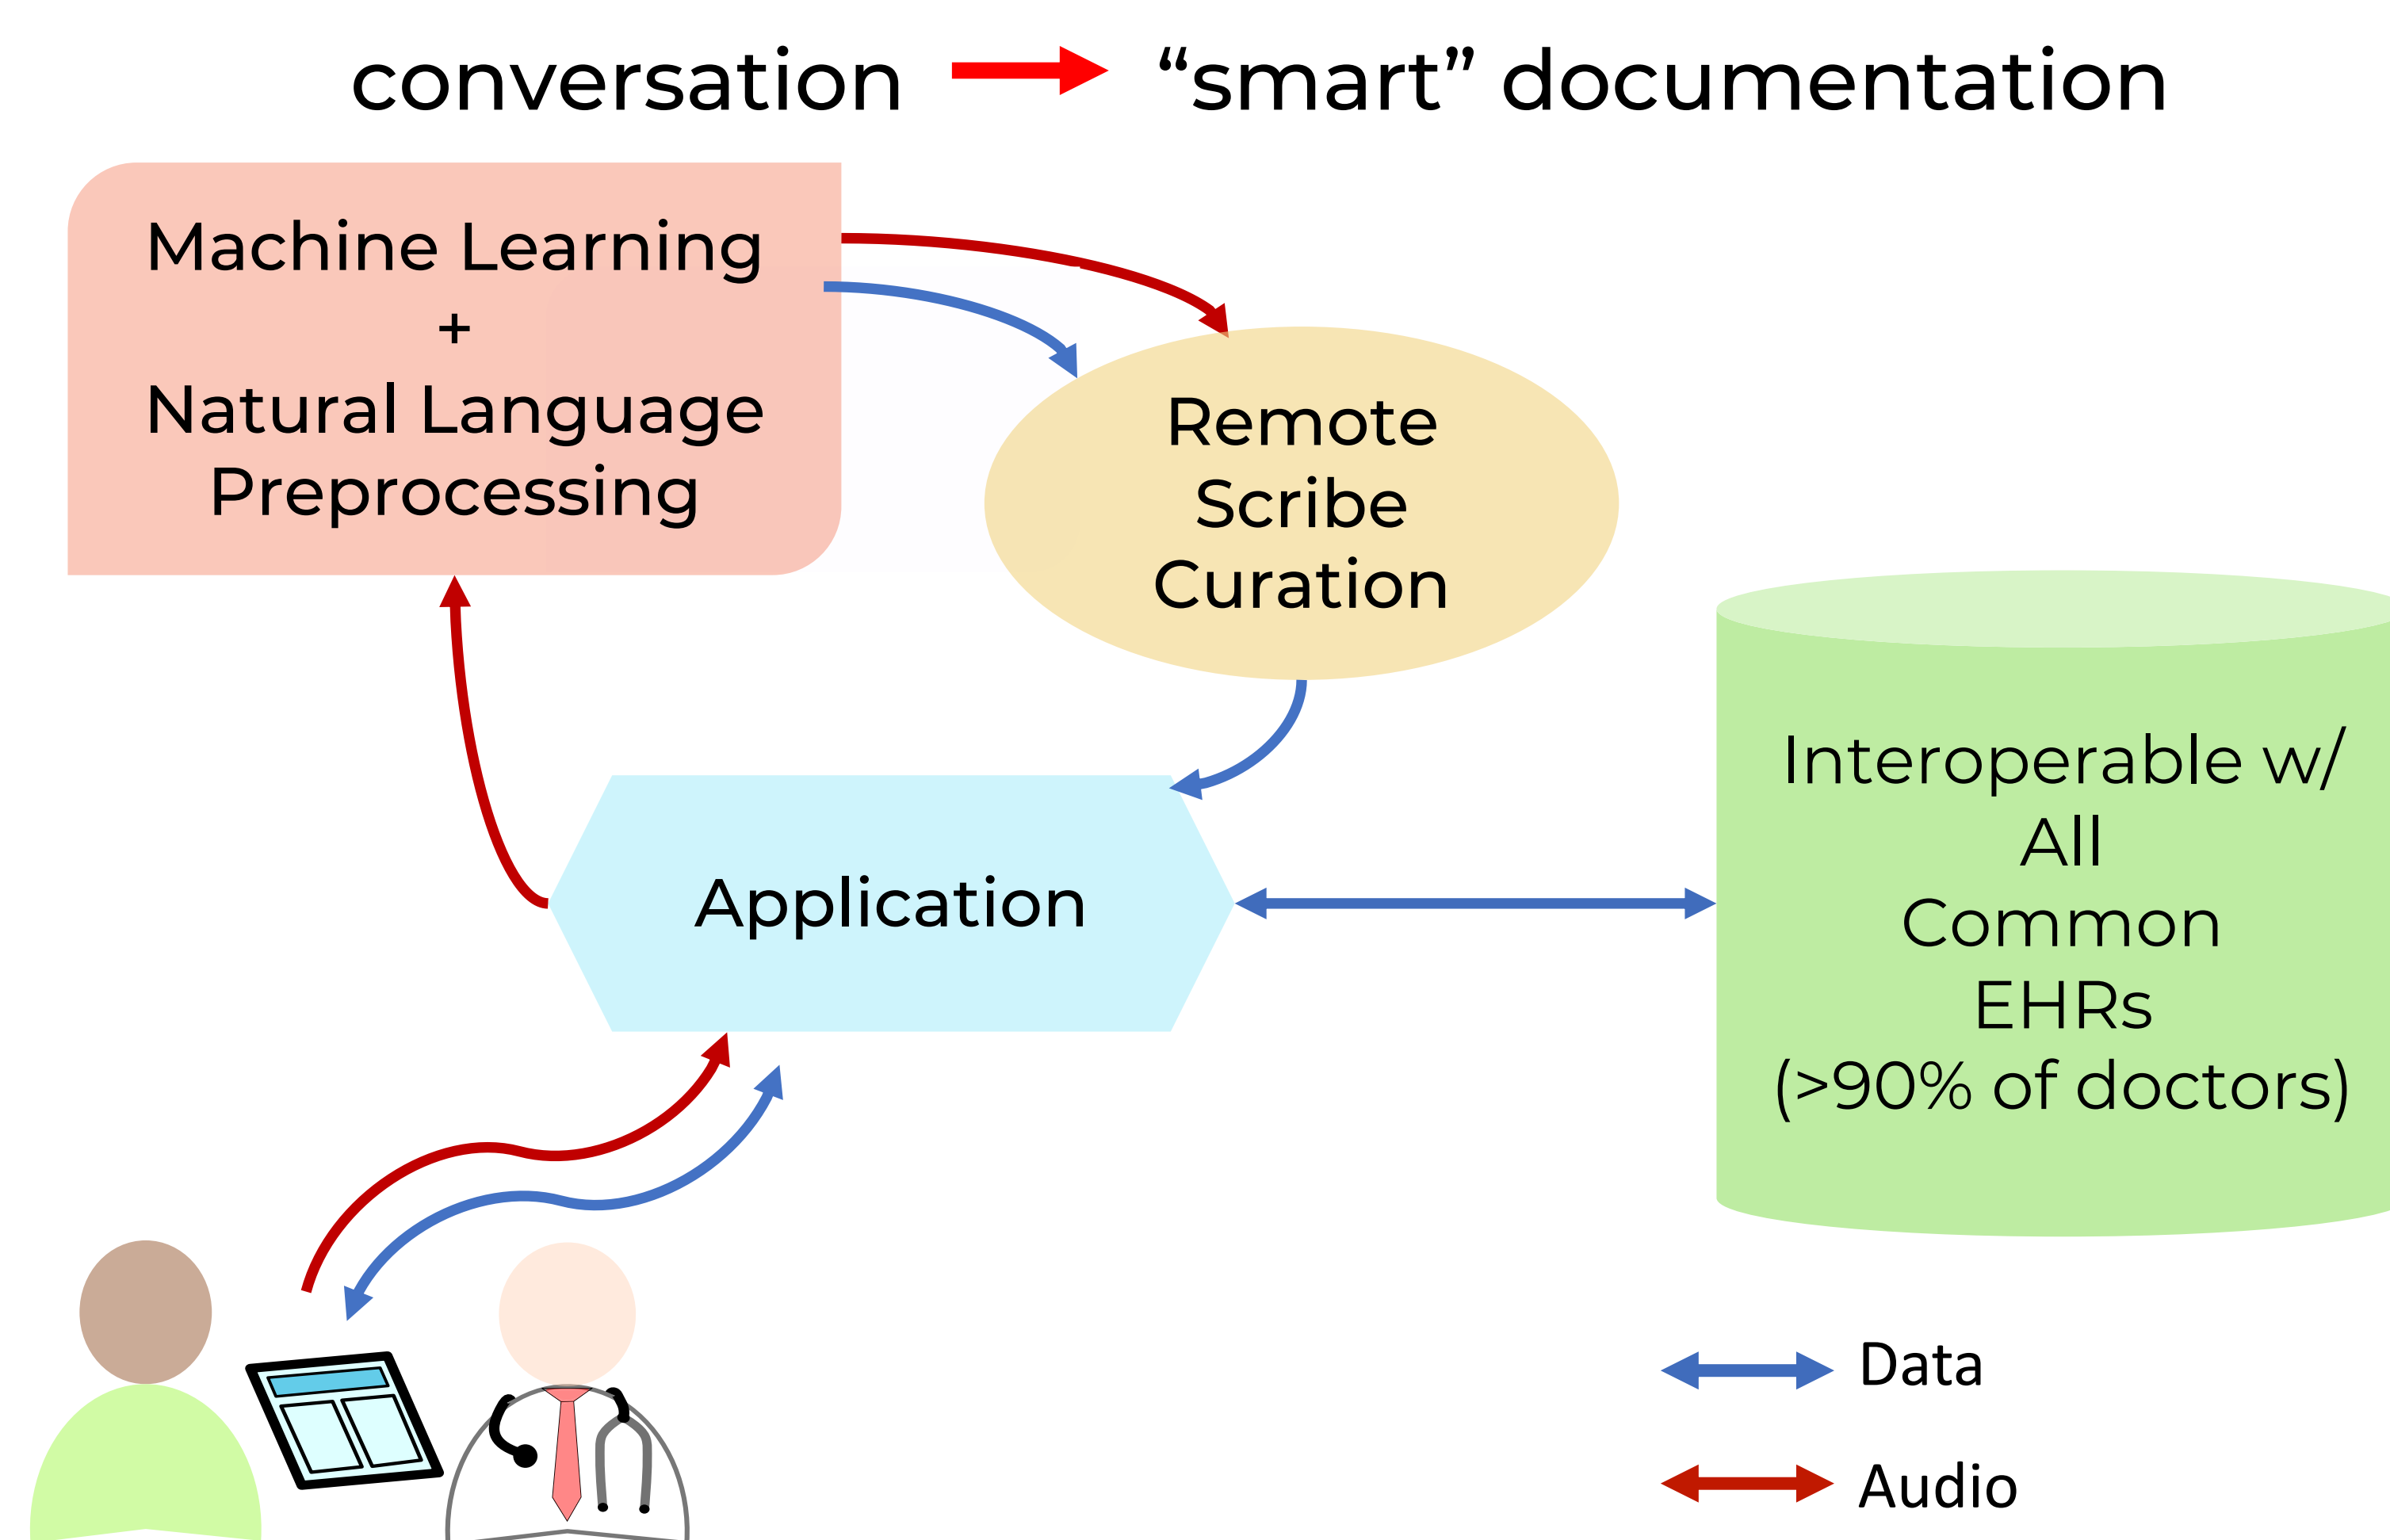 conversation “smart” documentation
Machine Learning
+
Natural Language
Preprocessing
Remote
Scribe
Curation
Interoperable w/
All
Common
EHRs
(>90% of doctors)
Application
Data
Audio